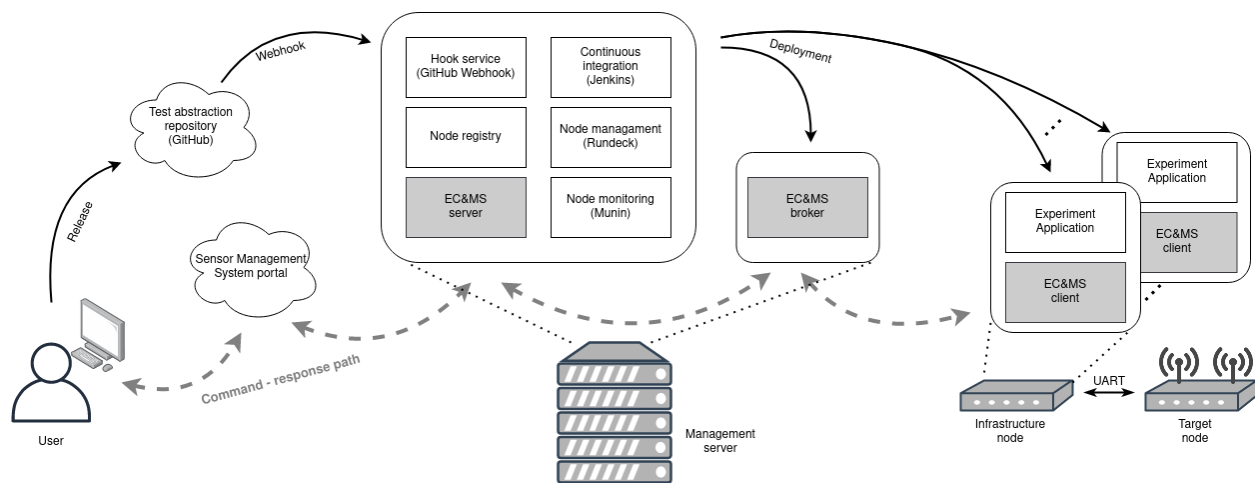 Webhook
Hook service
(GitHub Webhook)
Continuous
integration
(Jenkins)
Deployment
Test abstraction
repository
(GitHub)
Node registry
Node managament
(Rundeck)
Experiment
Application
EC&MS
server
Node monitoring
(Munin)
EC&MS
broker
Release
Experiment
Application
EC&MS
client
Sensor Management
System portal
EC&MS
client
Command - response path
UART
User
Management
server
Infrastructure
node
Target
node